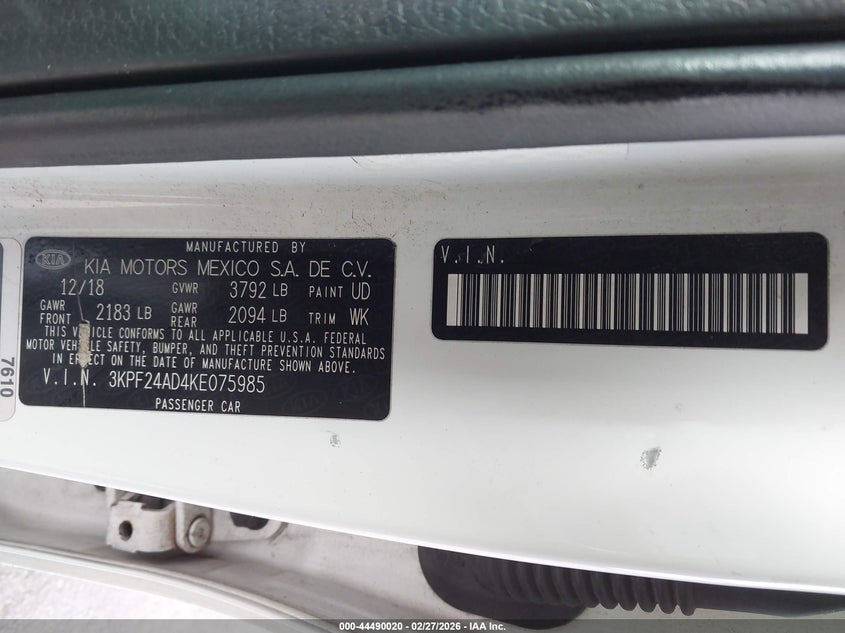 MANUFACTURED BY
KIA KIA MOTORS MEXICO S.A. DE C.V.
12/18 GVWR 3792 LB PAINT UD
GAWR FRONT 2183 LB GAWR REAR 2094 LB TRIM WK
THIS VEHICLE CONFORMS TO ALL APPLICABLE U.S.A. FEDERAL
MOTOR VEHICLE SAFETY, BUMPER, AND THEFT PREVENTION STANDARDS
IN EFFECT ON THE DATE OF MANUFACTURE SHOWN ABOVE.
V.I.N. 3KPF24AD4KE075985
PASSENGER CAR
V.I.N.
7610
000-44490020 - 02/27/2026 - IAA Inc.